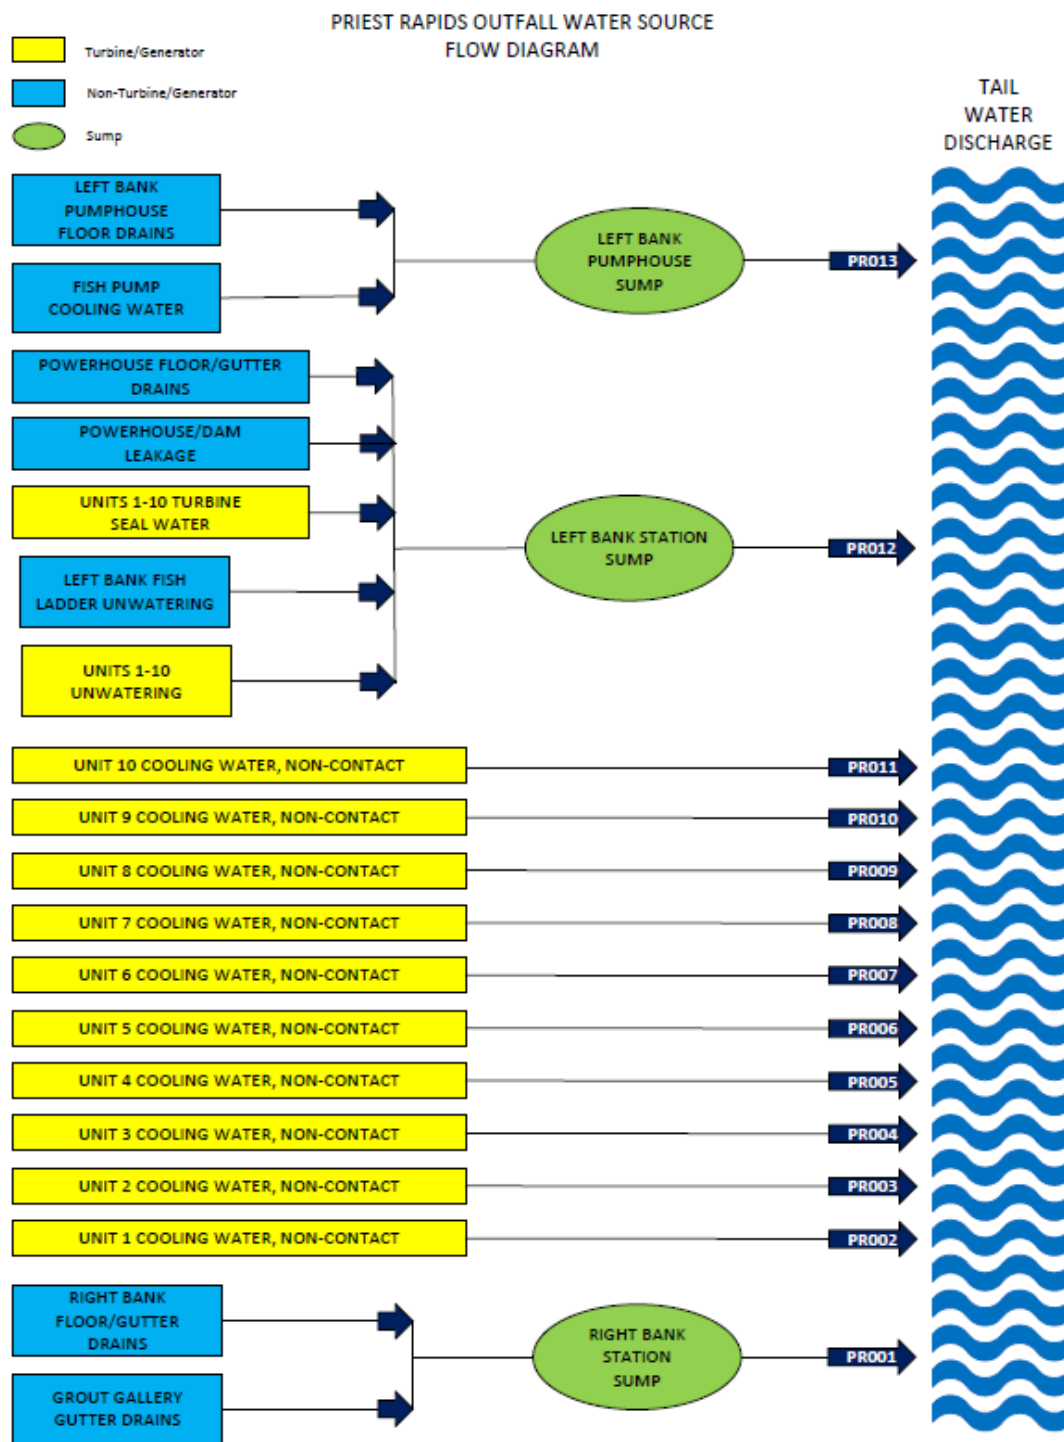 PRIEST RAPIDS OUTFALL WATER SOURCE
FLOW DIAGRAM
Turbine/Generator
Non-Turbine/Generator
Sump
TAIL
WATER
DISCHARGE
LEFT BANK
PUMPHOUSE
FLOOR DRAINS
FISH PUMP
COOLING WATER
LEFT BANK
PUMPHOUSE
SUMP
PR013
POWERHOUSE FLOOR/GUTTER
DRAINS
POWERHOUSE/DAM
LEAKAGE
UNITS 1-10 TURBINE
SEAL WATER
LEFT BANK FISH
LADDER UNWATERING
UNITS 1-10
UNWATERING
LEFT BANK STATION
SUMP
PR012
UNIT 10 COOLING WATER, NON-CONTACT
PR011
UNIT 9 COOLING WATER, NON-CONTACT
PR010
UNIT 8 COOLING WATER, NON-CONTACT
PR009
UNIT 7 COOLING WATER, NON-CONTACT
PR008
UNIT 6 COOLING WATER, NON-CONTACT
PR007
UNIT 5 COOLING WATER, NON-CONTACT
PR006
UNIT 4 COOLING WATER, NON-CONTACT
PR005
UNIT 3 COOLING WATER, NON-CONTACT
PR004
UNIT 2 COOLING WATER, NON-CONTACT
PR003
UNIT 1 COOLING WATER, NON-CONTACT
PR002
RIGHT BANK
FLOOR/GUTTER
DRAINS
GROUT GALLERY
GUTTER DRAINS
RIGHT BANK
STATION
SUMP
PR001